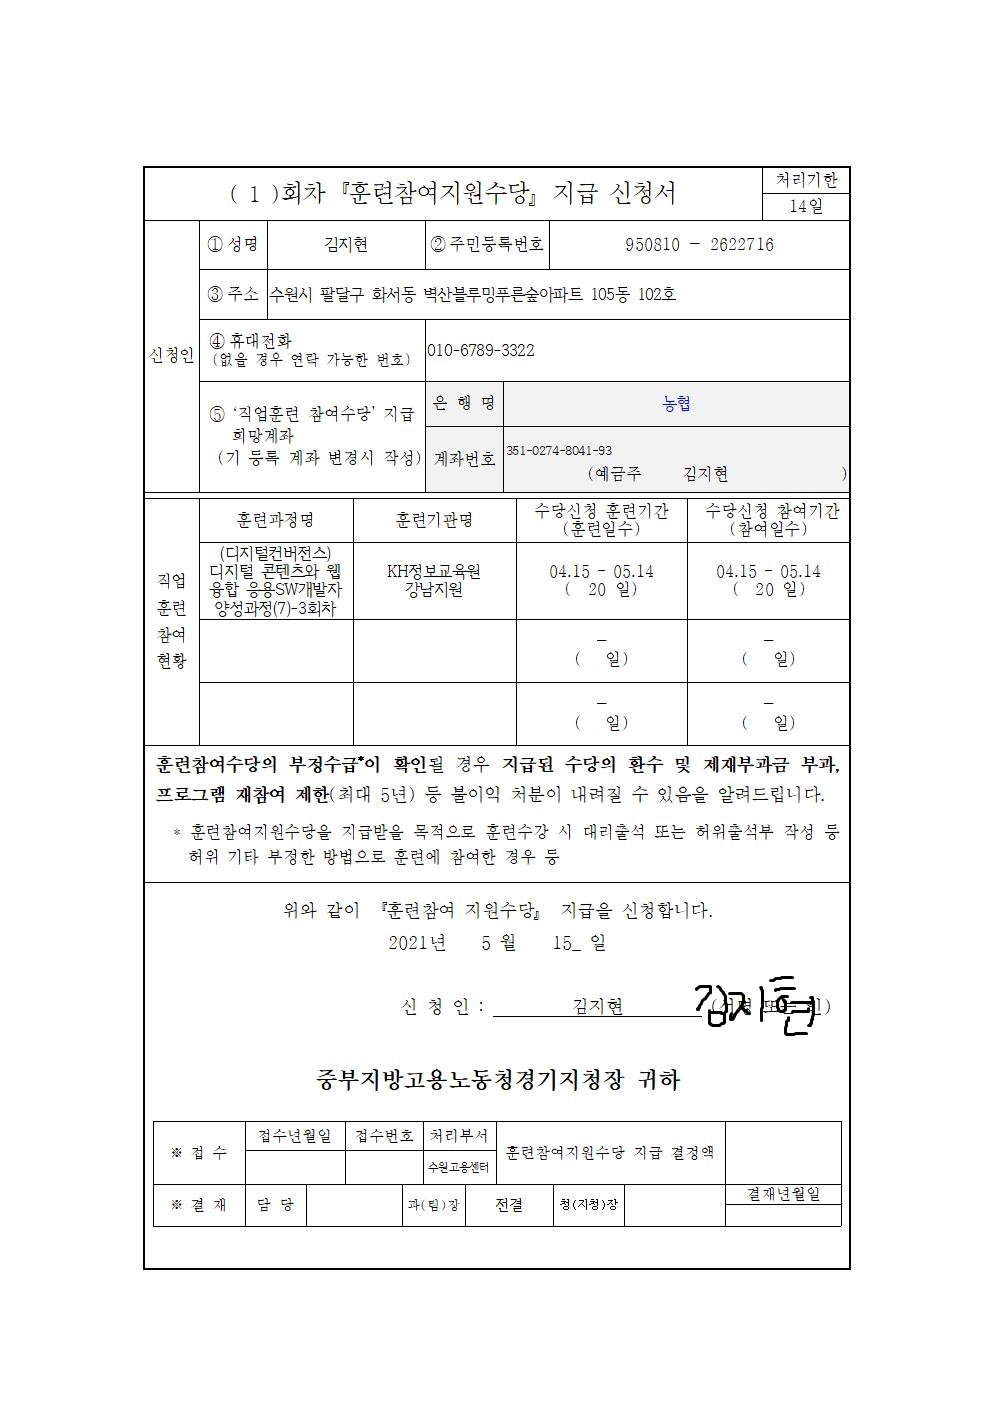 ( 1 )회차 『훈련참여지원수당』 지급 신청서
처리기한
14일
신청인
① 성명
김지현
② 주민등록번호
950810 - 2622716
③ 주소
수원시 팔달구 화서동 벽산블루밍푸른숲아파트 105동 102호
④ 휴대전화
(없을 경우 연락 가능한 번호)
010-6789-3322
⑤ ‘직업훈련 참여수당’ 지급
희망계좌
(기 등록 계좌 변경시 작성)
은 행 명
농협
계좌번호
351-0274-8041-93
(예금주 김지현 )
직업
훈련
참여
현황
훈련과정명
훈련기관명
수당신청 훈련기간
(훈련일수)
수당신청 참여기간
(참여일수)
(디지털컨버전스)
디지털 콘텐츠와 웹
융합 응용SW개발자
양성과정(7)-3회차
KH정보교육원
강남지원
04.15 - 05.14
( 20 일)
04.15 - 05.14
( 20 일)
-
( 일)
-
( 일)
-
( 일)
-
( 일)
훈련참여수당의 부정수급*이 확인될 경우 지급된 수당의 환수 및 제재부과금 부과,
프로그램 재참여 제한(최대 5년) 등 불이익 처분이 내려질 수 있음을 알려드립니다.
* 훈련참여지원수당을 지급받을 목적으로 훈련수강 시 대리출석 또는 허위출석부 작성 등
허위 기타 부정한 방법으로 훈련에 참여한 경우 등
위와 같이 『훈련참여 지원수당』 지급을 신청합니다.
2021년 5 월 15_ 일
신 청 인 : 김지현 (서명 또는 인)
김지현
중부지방고용노동청경기지청장 귀하
※ 접 수
접수년월일
접수번호
처리부서
수원고용센터
훈련참여지원수당 지급 결정액
※ 결 재
담 당
과(팀)장
전결
청(지청)장
결재년월일